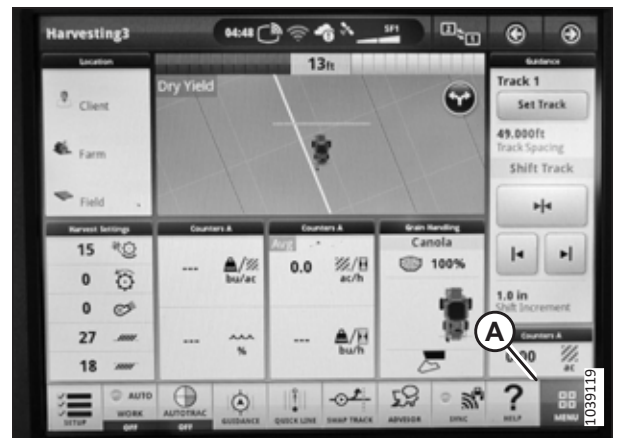 Harvesting3
04:48
SF1
2
1
Location
Client
Farm
Field
13ft
Dry Yield
Guidance
Track 1
Set Track
49.000ft
Track Spacing
Shift Track
1.0 in
Shift Increment
Harvest Settings
15
0
0
27
18
Counters A
---
bu/ac
---
%
Counters A
Avg
0.0
ac/h
---
bu/h
Grain Handling
Canola
100%
A
Counters A
ac
SETUP
AUTO
WORK
OFF
AUTOTRAC
OFF
GUIDANCE
QUICK LINE
SWAP TRACK
ADVISOR
SYNC
?
HELP
MENU
1039119